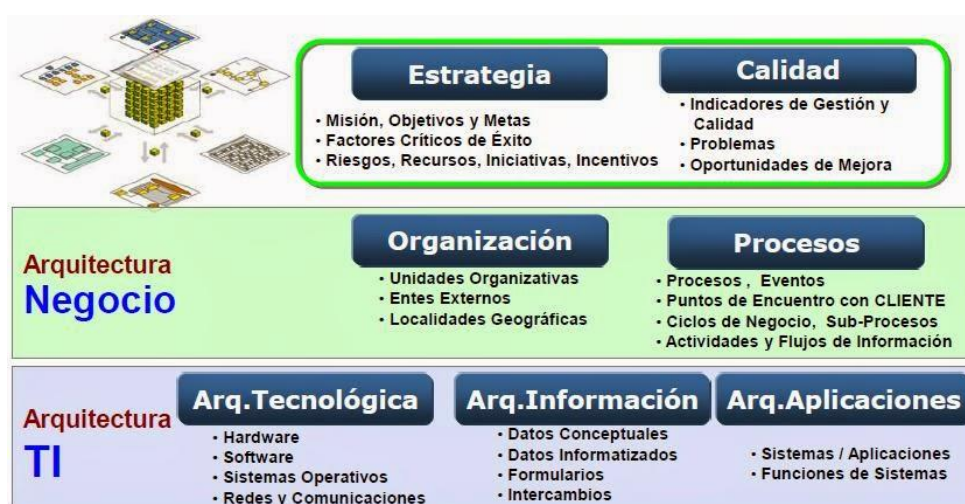 Estrategia
• Misión, Objetivos y Metas
• Factores Críticos de Éxito
• Riesgos, Recursos, Iniciativas, Incentivos
Calidad
• Indicadores de Gestión y
Calidad
• Problemas
• Oportunidades de Mejora
Arquitectura
Negocio
Organización
• Unidades Organizativas
• Entes Externos
• Localidades Geográficas
Procesos
• Procesos , Eventos
• Puntos de Encuentro con CLIENTE
• Ciclos de Negocio, Sub-Procesos
• Actividades y Flujos de Información
Arquitectura
TI
Arq.Tecnológica
• Hardware
• Software
• Sistemas Operativos
• Redes y Comunicaciones
Arq.Información
• Datos Conceptuales
• Datos Informatizados
• Formularios
• Intercambios
Arq.Aplicaciones
• Sistemas / Aplicaciones
• Funciones de Sistemas